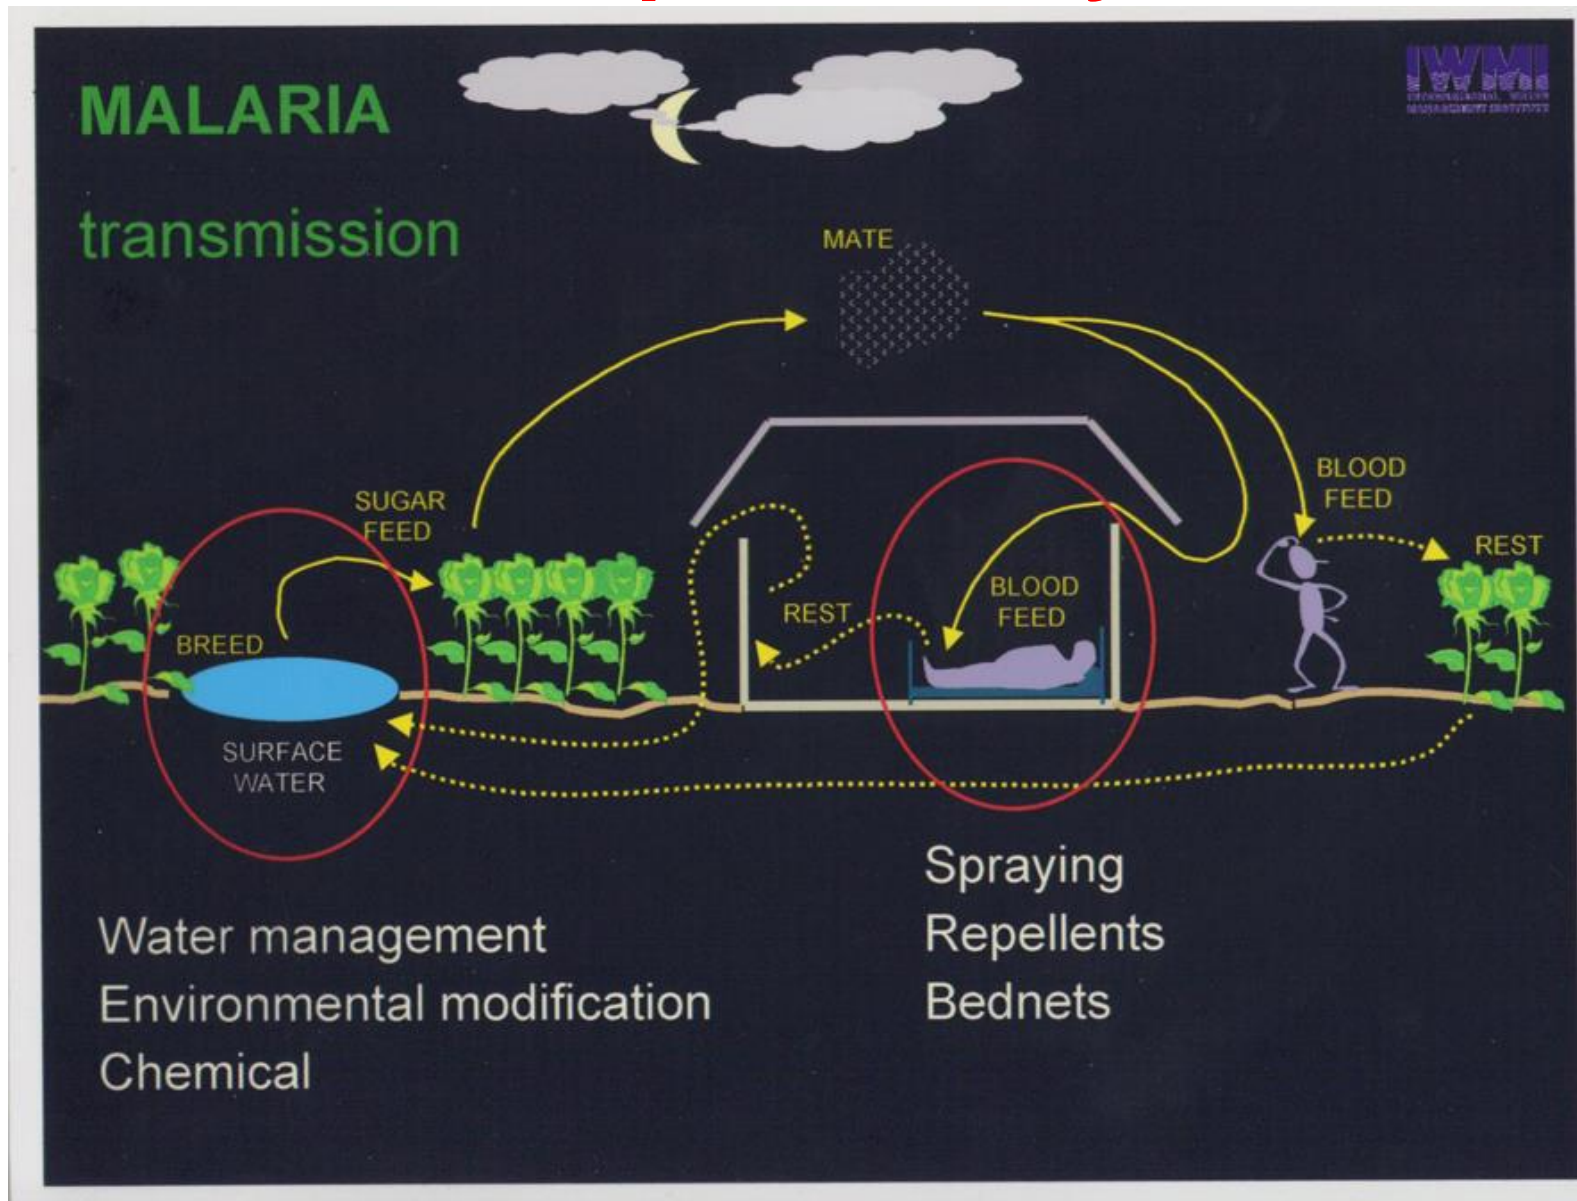 MALARIA
transmission
IWMI
MATE
SUGAR
FEED
BREED
SURFACE
WATER
REST
BLOOD
FEED
BLOOD
FEED
REST
Water management
Environmental modification
Chemical
Spraying
Repellents
Bednets